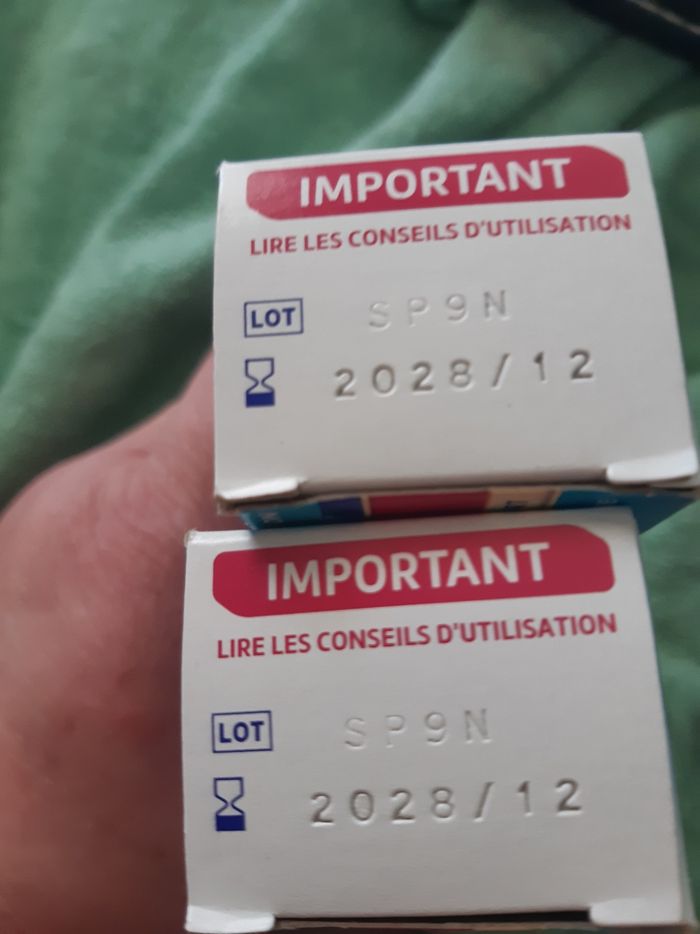 IMPORTANT
LIRE LES CONSEILS D'UTILISATION
LOT SP9N
2028/12
IMPORTANT
LIRE LES CONSEILS D'UTILISATION
LOT SP9N
2028/12